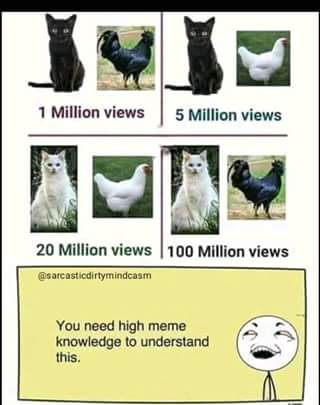 1 Million views
5 Million views
20 Million views
100 Million views
@sarcasticdirtymindcasm
You need high meme
knowledge to understand
this.